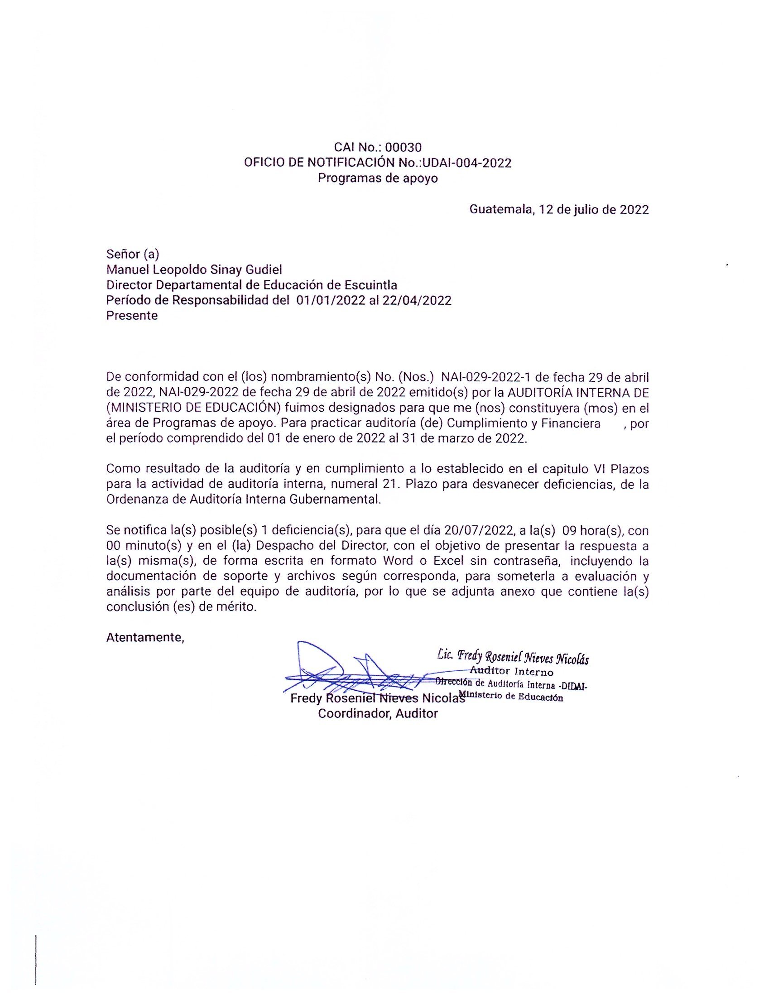 CAI No.: 00030
OFICIO DE NOTIFICACIÓN No.:UDAI-004-2022
Programas de apoyo
Guatemala, 12 de julio de 2022
Señor (a)
Manuel Leopoldo Sinay Gudiel
Director Departamental de Educación de Escuintla
Período de Responsabilidad del 01/01/2022 al 22/04/2022
Presente
De conformidad con el (los) nombramiento(s) No. (Nos.) NAI-029-2022-1 de fecha 29 de abril
de 2022, NAI-029-2022 de fecha 29 de abril de 2022 emitido(s) por la AUDITORÍA INTERNA DE
(MINISTERIO DE EDUCACIÓN) fuimos designados para que me (nos) constituyera (mos) en el
área de Programas de apoyo. Para practicar auditoría (de) Cumplimiento y Financiera , por
el período comprendido del 01 de enero de 2022 al 31 de marzo de 2022.
Como resultado de la auditoría y en cumplimiento a lo establecido en el capitulo VI Plazos
para la actividad de auditoría interna, numeral 21. Plazo para desvanecer deficiencias, de la
Ordenanza de Auditoría Interna Gubernamental.
Se notifica la(s) posible(s) 1 deficiencia(s), para que el día 20/07/2022, a la(s) 09 hora(s), con
00 minuto(s) y en el (la) Despacho del Director, con el objetivo de presentar la respuesta a
la(s) misma(s), de forma escrita en formato Word o Excel sin contraseña, incluyendo la
documentación de soporte y archivos según corresponda, para someterla a evaluación y
análisis por parte del equipo de auditoría, por lo que se adjunta anexo que contiene la(s)
conclusión (es) de mérito.
Atentamente,
Lic. Fredy Roseniel Nieves Nicolás
Auditor Interno
Dirección de Auditoría Interna -DIDAI-
Ministerio de Educación
Fredy Roseniel Nieves Nicolas
Coordinador, Auditor